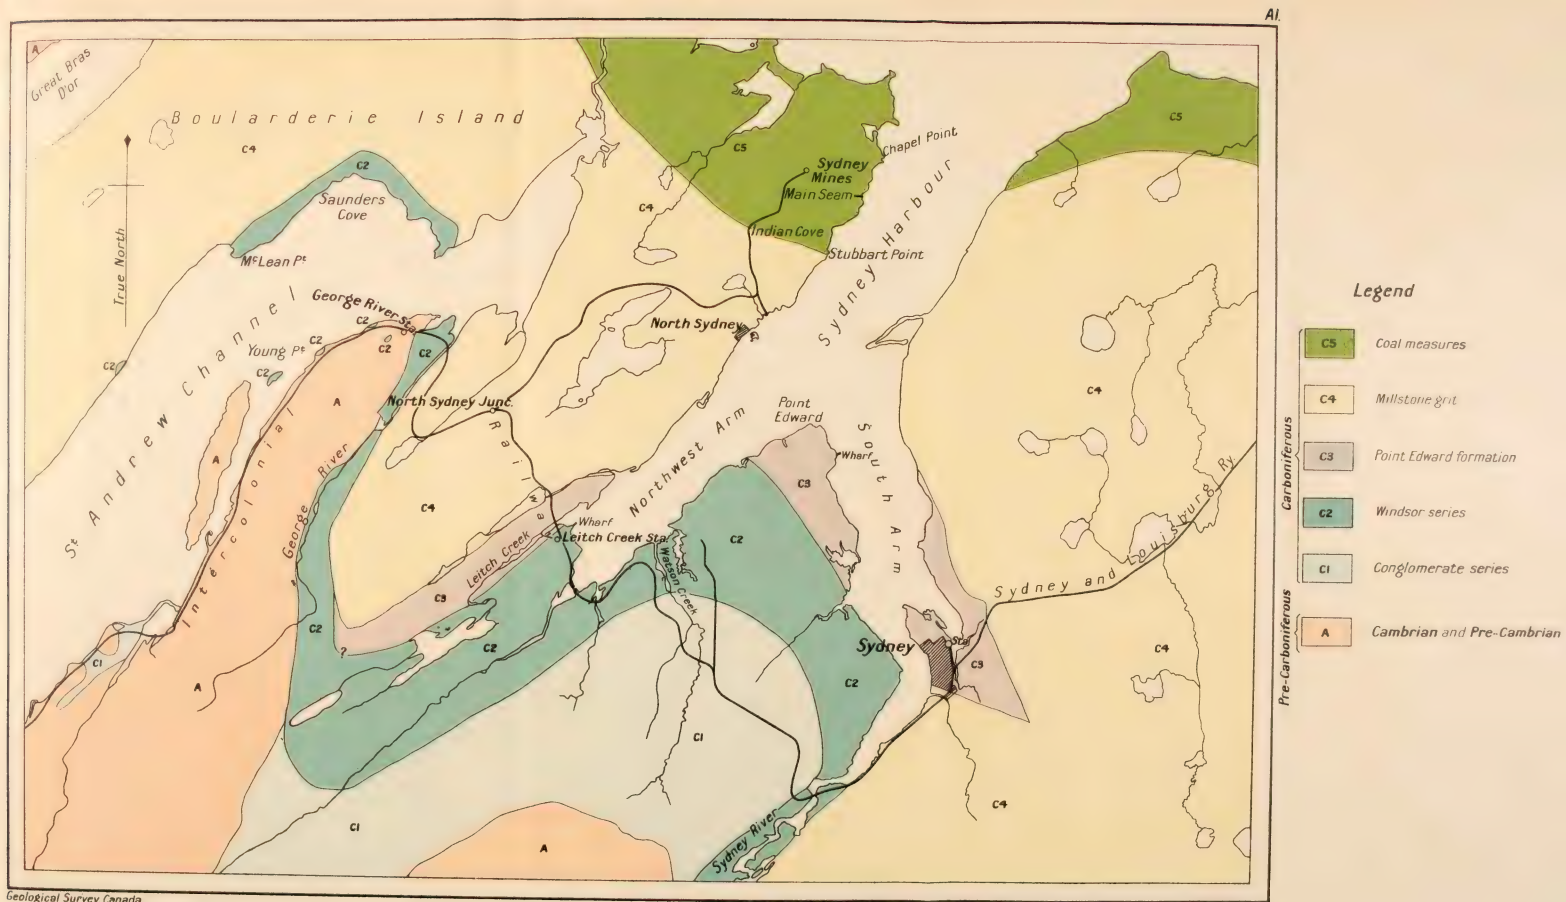 A1.
A
Great Bras
D'or
Boularderie Island
C4
C2
Saunders
Cove
McLean Pt
True North
C5
Sydney
Mines
Main Seam
Chapel Point
Indian Cove
Stubbart Point
C4
C5
Sydney Harbour
St Andrew Channel
George River Sta.
C2
C2
C2
Young Pt
C2
C2
C2
A
A
North Sydney
North Sydney Junc.
Intercolonial Railway
George River
C4
Point
Edward
Wharf
C3
Northwest Arm
South Arm
Wharf
Leitch Creek Sta.
Leitch Creek
Watson Creek
C3
C2
C4
Sydney and Louisburg Ry.
C2
?
C2
C1
A
Sydney
Sta.
C3
C2
C1
C4
C4
C1
A
Sydney River
Legend
Carboniferous
C5 Coal measures
C4 Millstone grit
C3 Point Edward formation
C2 Windsor series
C1 Conglomerate series
Pre-Carboniferous
A Cambrian and Pre-Cambrian
Geological Survey Canada